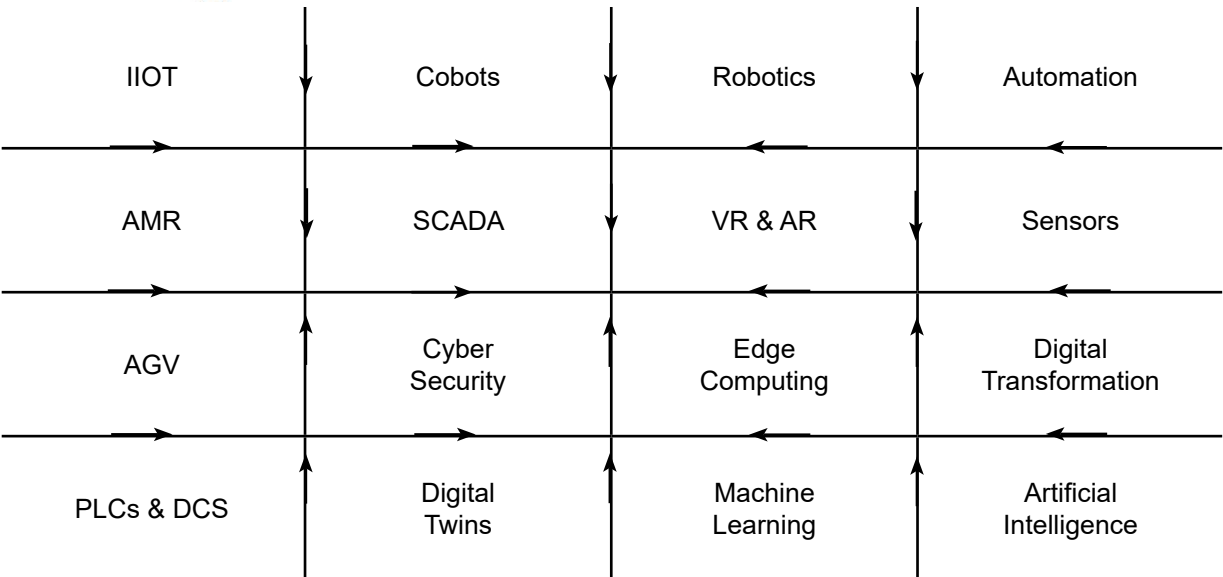 IIOT
Cobots
Robotics
Automation
AMR
SCADA
VR & AR
Sensors
AGV
Cyber
Security
Edge
Computing
Digital
Transformation
PLCs & DCS
Digital
Twins
Machine
Learning
Artificial
Intelligence